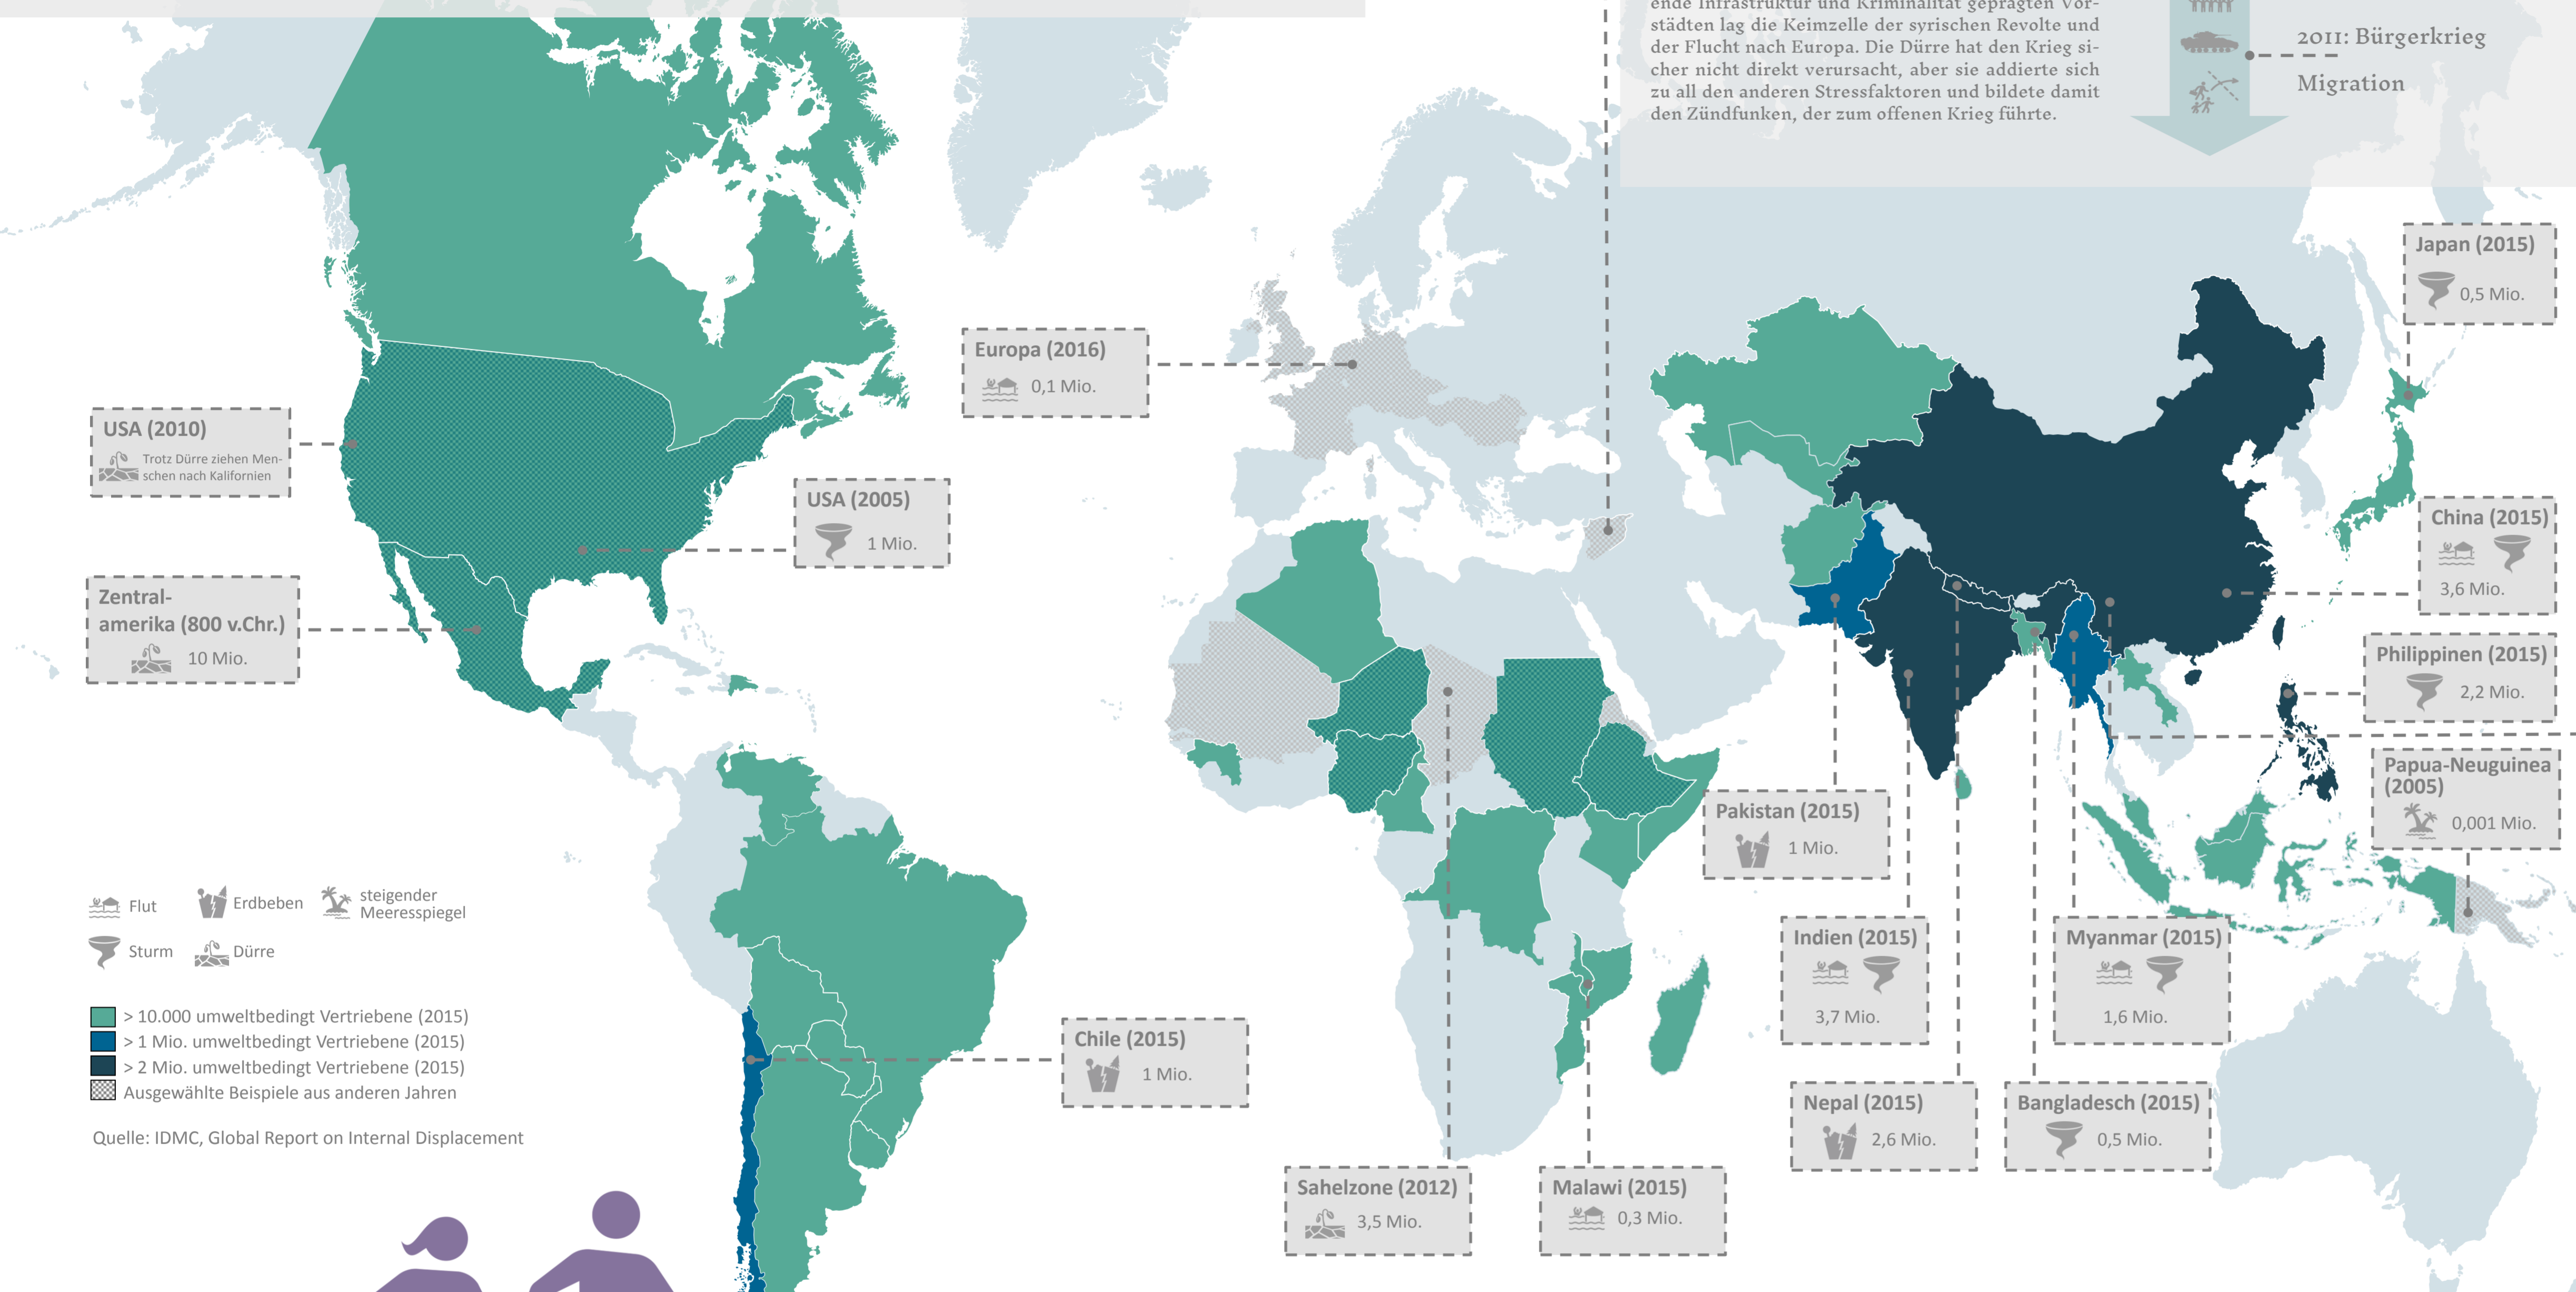 ende Infrastruktur und Kriminalität geprägten Vor-
städten lag die Keimzelle der syrischen Revolte und
der Flucht nach Europa. Die Dürre hat den Krieg si-
cher nicht direkt verursacht, aber sie addierte sich
zu all den anderen Stressfaktoren und bildete damit
den Zündfunken, der zum offenen Krieg führte.
2011: Bürgerkrieg
Migration
Japan (2015)
0,5 Mio.
Europa (2016)
0,1 Mio.
USA (2010)
Trotz Dürre ziehen Men-
schen nach Kalifornien
USA (2005)
1 Mio.
China (2015)
3,6 Mio.
Zentral-
amerika (800 v.Chr.)
10 Mio.
Philippinen (2015)
2,2 Mio.
Papua-Neuguinea
(2005)
0,001 Mio.
Pakistan (2015)
1 Mio.
Indien (2015)
3,7 Mio.
Myanmar (2015)
1,6 Mio.
Flut
Erdbeben
steigender
Meeresspiegel
Sturm
Dürre
> 10.000 umweltbedingt Vertriebene (2015)
> 1 Mio. umweltbedingt Vertriebene (2015)
> 2 Mio. umweltbedingt Vertriebene (2015)
Ausgewählte Beispiele aus anderen Jahren
Quelle: IDMC, Global Report on Internal Displacement
Chile (2015)
1 Mio.
Nepal (2015)
2,6 Mio.
Bangladesch (2015)
0,5 Mio.
Sahelzone (2012)
3,5 Mio.
Malawi (2015)
0,3 Mio.